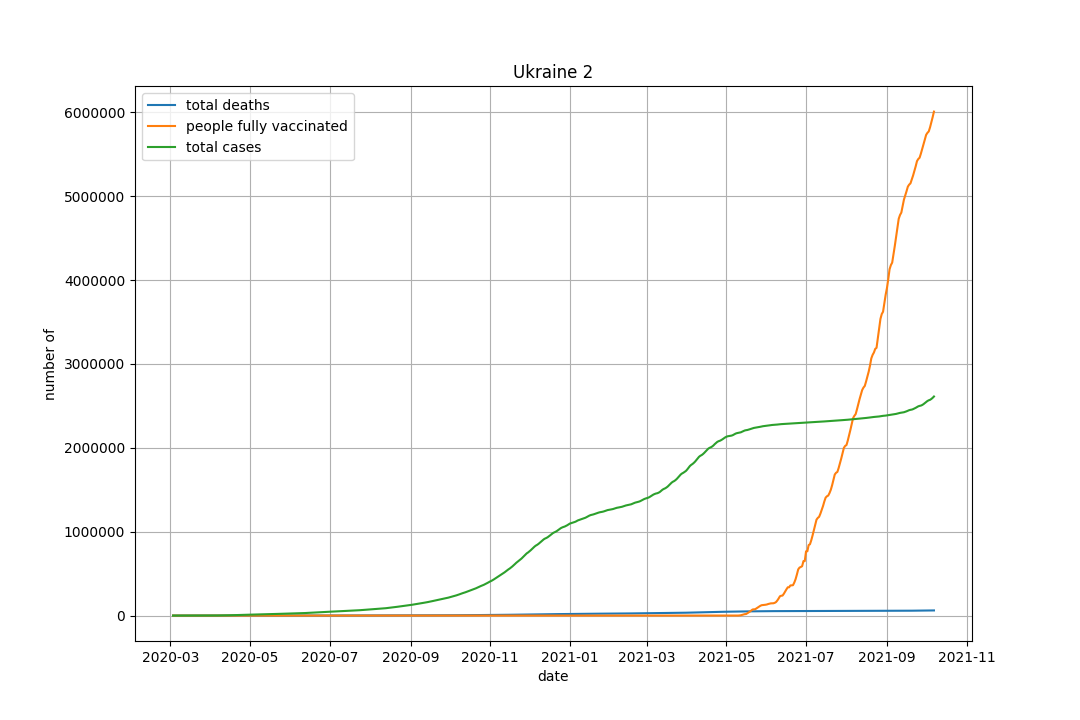 Ukraine 2
total deaths
people fully vaccinated
total cases
6000000
5000000
4000000
3000000
2000000
1000000
0
number of
2020-03 2020-05 2020-07 2020-09 2020-11 2021-01 2021-03 2021-05 2021-07 2021-09 2021-11
date